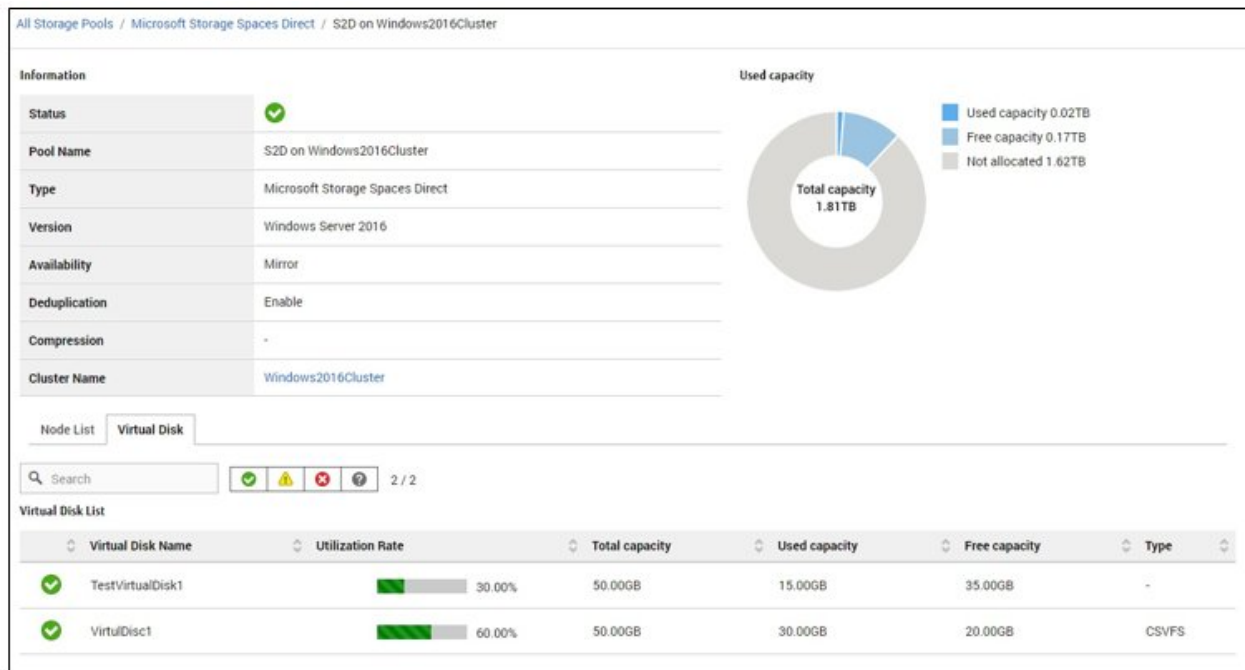 All Storage Pools / Microsoft Storage Spaces Direct / S2D on Windows2016Cluster
Information
Status
Pool Name S2D on Windows2016Cluster
Type Microsoft Storage Spaces Direct
Version Windows Server 2016
Availability Mirror
Deduplication Enable
Compression -
Cluster Name Windows2016Cluster
Used capacity
Total capacity
1.81TB
Used capacity 0.02TB
Free capacity 0.17TB
Not allocated 1.62TB
Node List Virtual Disk
Search 2 / 2
Virtual Disk List
Virtual Disk Name Utilization Rate Total capacity Used capacity Free capacity Type
TestVirtualDisk1 30.00% 50.00GB 15.00GB 35.00GB -
VirtulDisc1 60.00% 50.00GB 30.00GB 20.00GB CSVFS